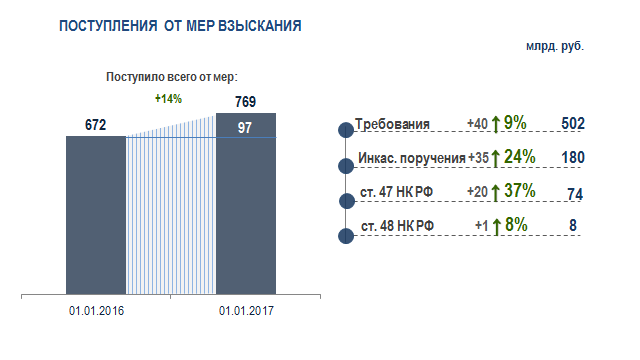 ПОСТУПЛЕНИЯ ОТ МЕР ВЗЫСКАНИЯ
млрд. руб.
Поступило всего от мер:
+14%
672
769
97
01.01.2016
01.01.2017
Требования +40 9% 502
Инкас. поручения +35 24% 180
ст. 47 НК РФ +20 37% 74
ст. 48 НК РФ +1 8% 8